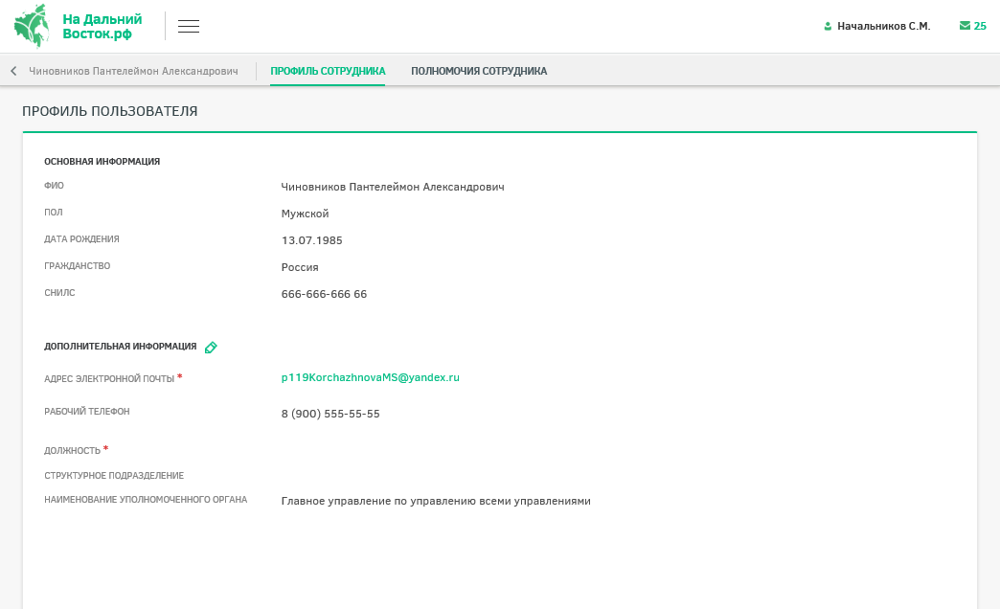 На Дальний
Восток.рф
Начальников С.М.
25
Чиновников Пантелеймон Александрович
ПРОФИЛЬ СОТРУДНИКА
ПОЛНОМОЧИЯ СОТРУДНИКА
ПРОФИЛЬ ПОЛЬЗОВАТЕЛЯ
ОСНОВНАЯ ИНФОРМАЦИЯ
ФИО Чиновников Пантелеймон Александрович
ПОЛ Мужской
ДАТА РОЖДЕНИЯ 13.07.1985
ГРАЖДАНСТВО Россия
СНИЛС 666-666-666 66
ДОПОЛНИТЕЛЬНАЯ ИНФОРМАЦИЯ
АДРЕС ЭЛЕКТРОННОЙ ПОЧТЫ * p119KorchazhnovaMS@yandex.ru
РАБОЧИЙ ТЕЛЕФОН 8 (900) 555-55-55
ДОЛЖНОСТЬ *
СТРУКТУРНОЕ ПОДРАЗДЕЛЕНИЕ
НАИМЕНОВАНИЕ УПОЛНОМОЧЕННОГО ОРГАНА Главное управление по управлению всеми управлениями